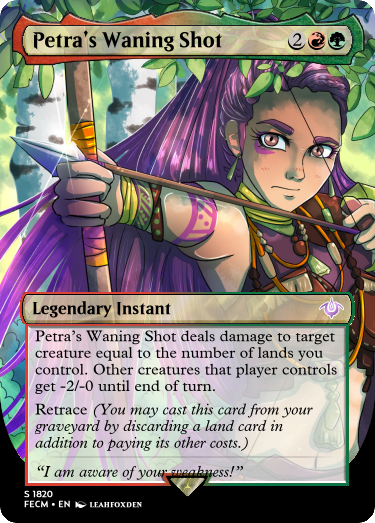 Petra's Waning Shot 2
Legendary Instant
Petra's Waning Shot deals damage to target
creature equal to the number of lands you
control. Other creatures that player controls
get -2/-0 until end of turn.
Retrace (You may cast this card from your
graveyard by discarding a land card in
addition to paying its other costs.)
“I am aware of your weakness!”
S 1820
FECM • EN LEAHFOXDEN